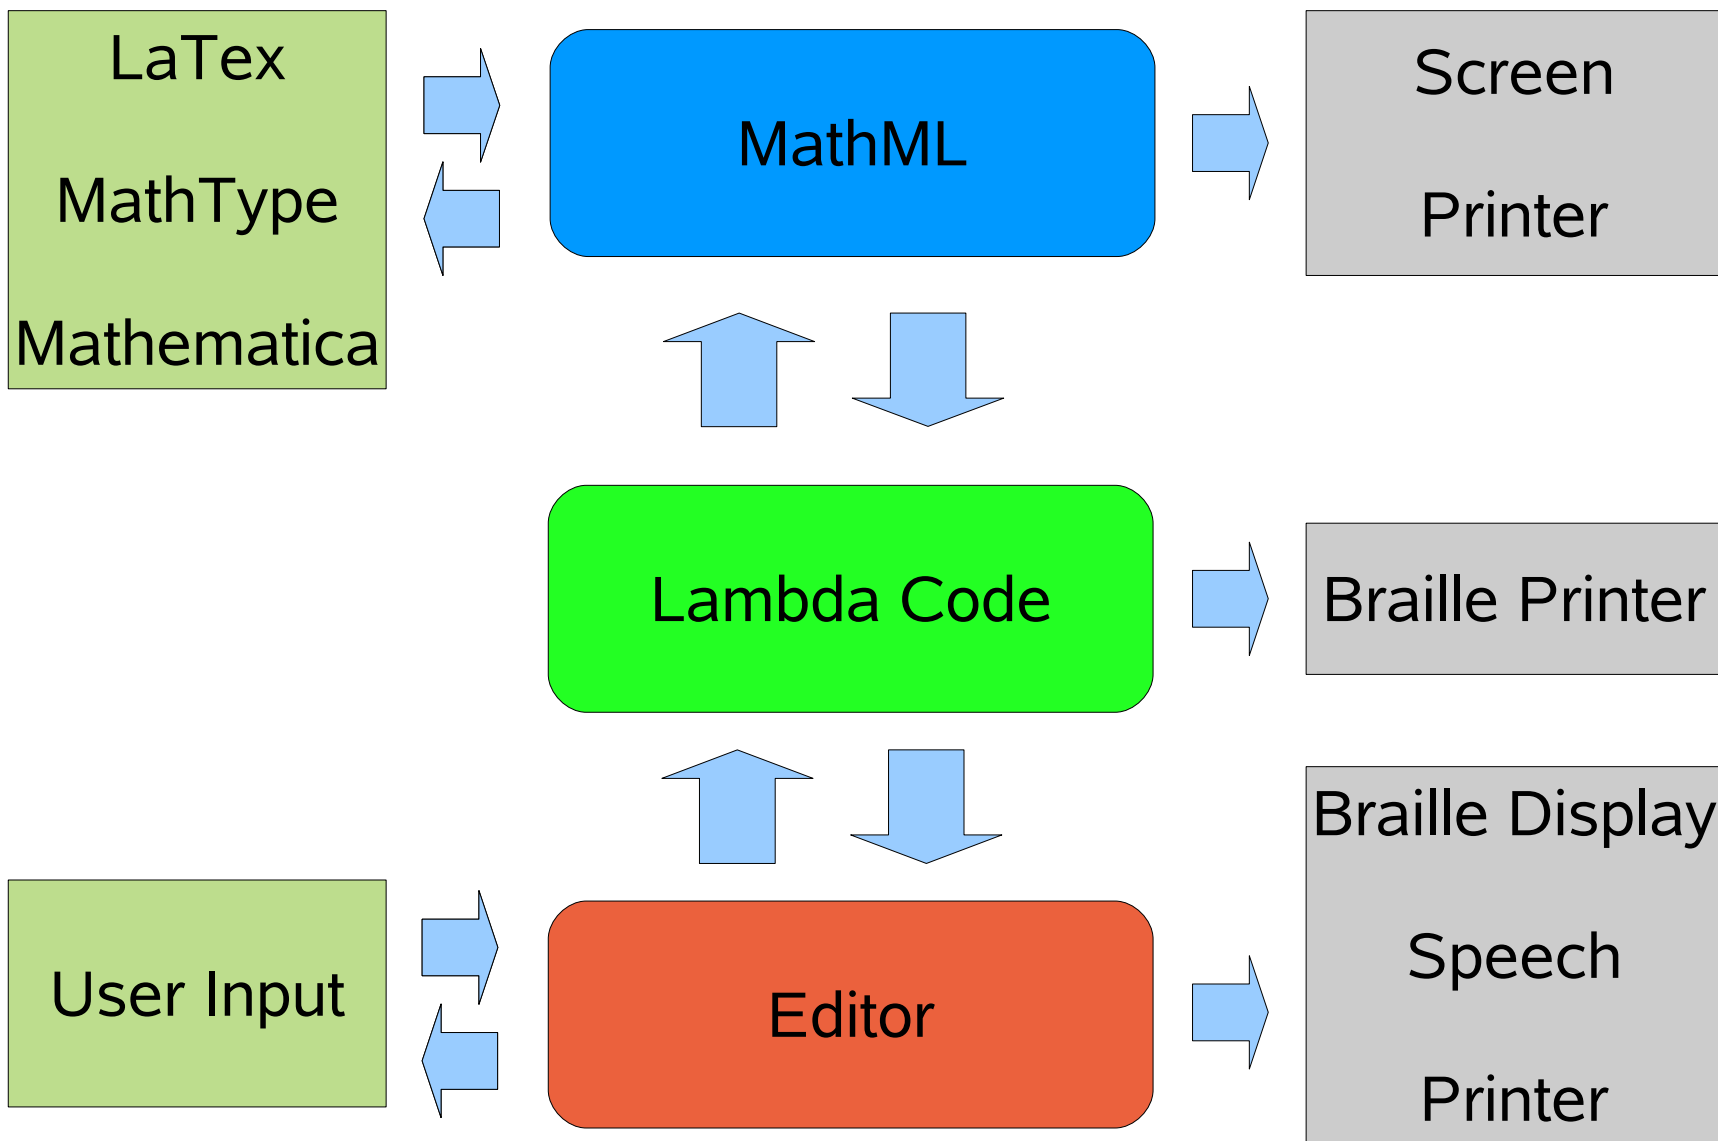 LaTex
MathType
Mathematica
MathML
Screen
Printer
Lambda Code
Braille Printer
User Input
Editor
Braille Display
Speech
Printer